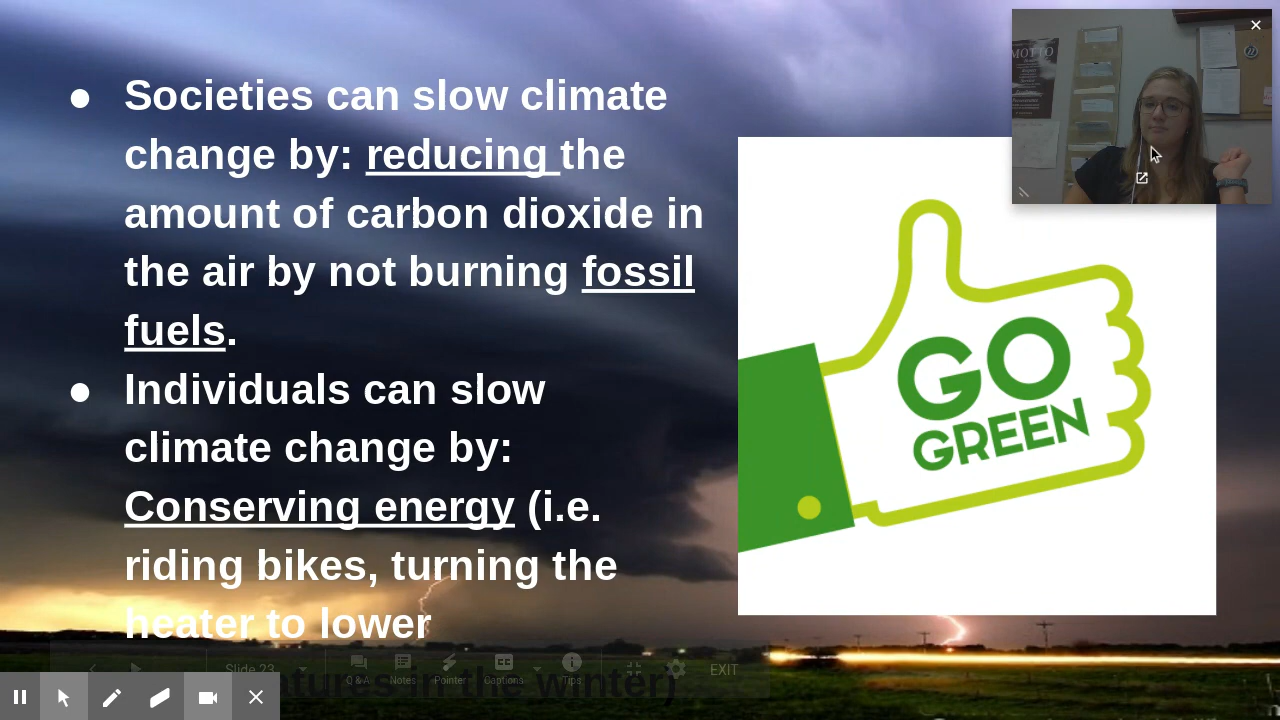 ● Societies can slow climate
change by: reducing the
amount of carbon dioxide in
the air by not burning fossil
fuels.
● Individuals can slow
climate change by:
Conserving energy (i.e.
riding bikes, turning the
heater to lower
in the winter)
GO
GREEN
MOTTO
Slide 23
Q & A
Notes
Pointer
Captions
Tips
EXIT